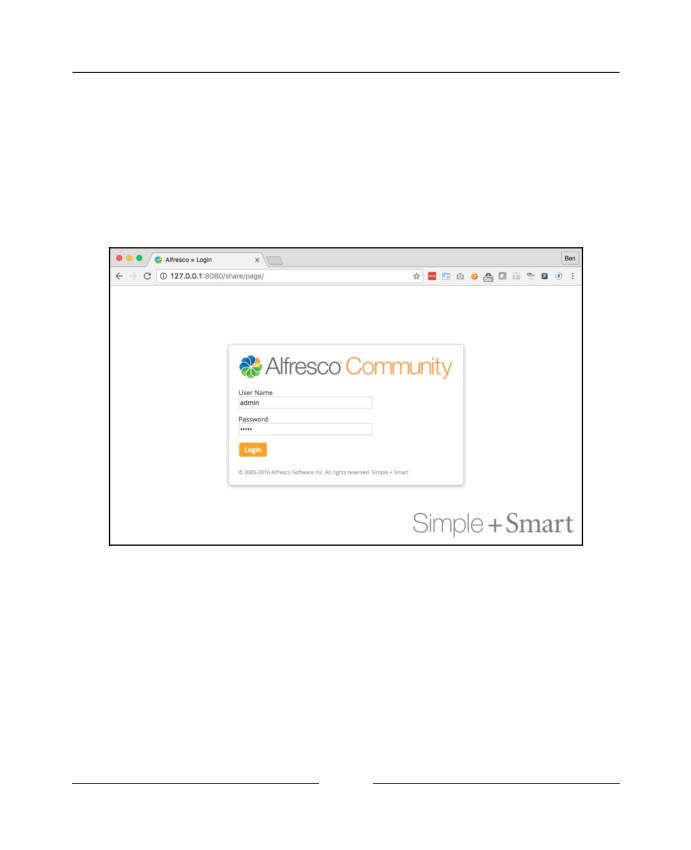 Alfresco » Login
Ben
127.0.0.1:8080/share/page/
Alfresco Community
User Name
admin
Password
•••••
Login
© 2005-2016 Alfresco Software Inc. All rights reserved. Simple + Smart
Simple + Smart